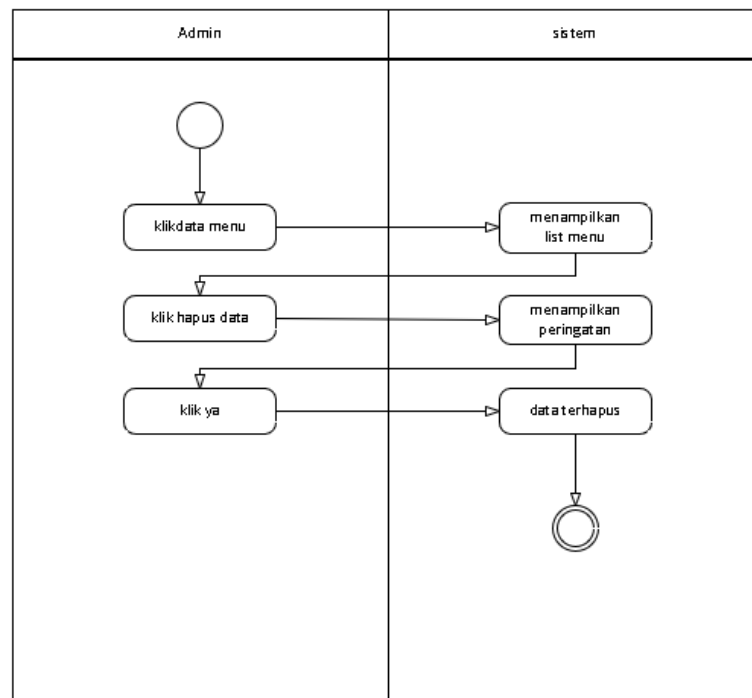 Admin
sistem
klikdata menu
menampilkan
list menu
klik hapus data
menampilkan
peringatan
klik ya
data terhapus